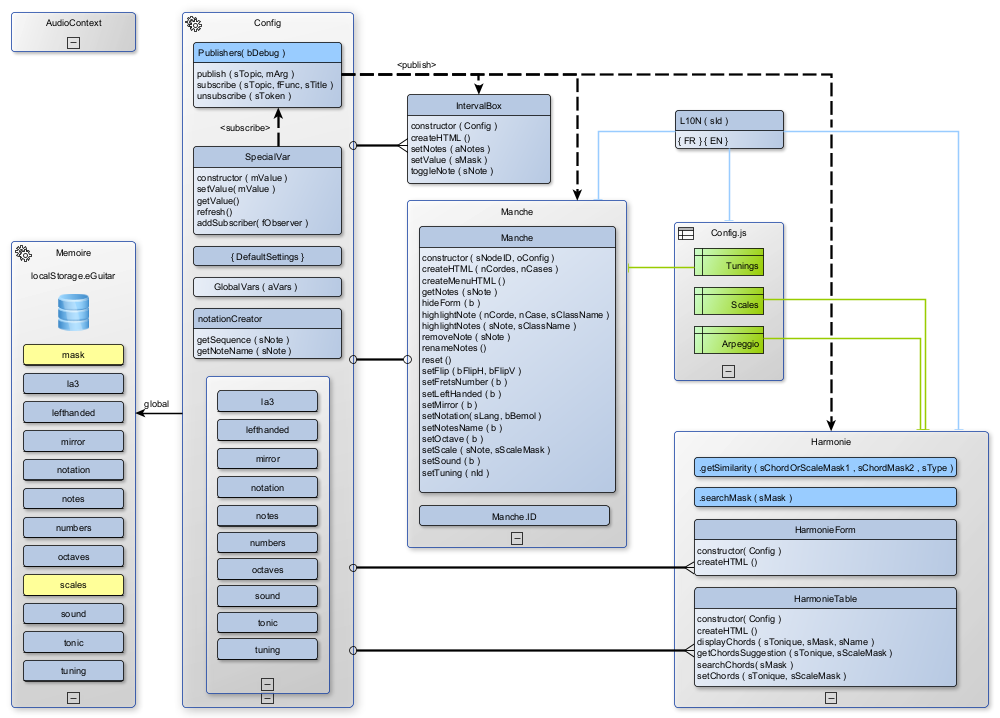 AudioContext
Memoire
localStorage.eGuitar
mask
la3
lefthanded
mirror
notation
notes
numbers
octaves
scales
sound
tonic
tuning
global
Config
Publishers( bDebug )
publish ( sTopic, mArg )
subscribe ( sTopic, fFunc, sTitle )
unsubscribe ( sToken )
<subscribe>
SpecialVar
constructor ( mValue )
setValue( mValue )
getValue()
refresh()
addSubscriber( fObserver )
{ DefaultSettings }
GlobalVars ( aVars )
notationCreator
getSequence ( sNote )
getNoteName ( sNote )
la3
lefthanded
mirror
notation
notes
numbers
octaves
sound
tonic
tuning
<publish>
IntervalBox
constructor ( Config )
createHTML ()
setNotes ( aNotes )
setValue ( sMask )
toggleNote ( sNote )
Manche
Manche
constructor ( sNodeID, oConfig )
createHTML ( nCordes, nCases )
createMenuHTML ()
getNotes ( sNote )
hideForm ( b )
highlightNote ( nCorde, nCase, sClassName )
highlightNotes ( sNote, sClassName )
removeNote ( sNote )
renameNotes ()
reset ()
setFlip ( bFlipH, bFlipV )
setFretsNumber ( b )
setLeftHanded ( b )
setMirror ( b )
setNotation( sLang, bBemol )
setNotesName ( b )
setOctave ( b )
setScale ( sNote, sScaleMask )
setSound ( b )
setTuning ( nId )
Manche.ID
L10N ( sId )
{ FR } { EN }
Config.js
Tunings
Scales
Arpeggio
Harmonie
.getSimilarity ( sChordOrScaleMask1 , sChordMask2 , sType )
.searchMask ( sMask )
HarmonieForm
constructor( Config )
createHTML ()
HarmonieTable
constructor( Config )
createHTML ()
displayChords ( sTonique, sMask, sName )
getChordsSuggestion ( sTonique, sScaleMask )
searchChords( sMask )
setChords ( sTonique, sScaleMask )